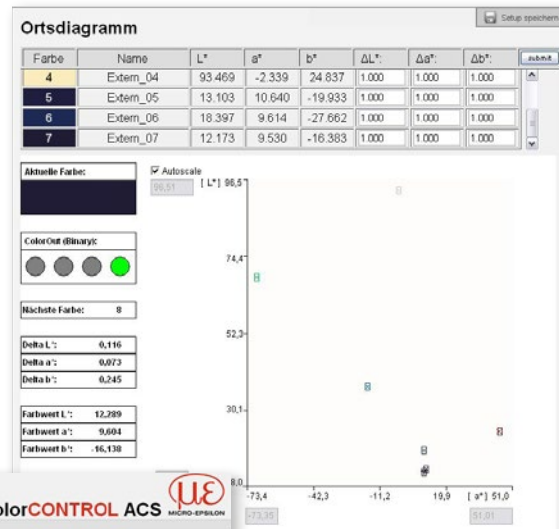 Setup speichern
Ortsdiagramm
Farbe Name L* a* b* ΔL*: Δa*: Δb*: submit
4 Extern_04 93.469 -2.339 24.837 1.000 1.000 1.000
5 Extern_05 13.103 10.640 -19.933 1.000 1.000 1.000
6 Extern_06 18.397 9.614 -27.662 1.000 1.000 1.000
7 Extern_07 12.173 9.530 -16.383 1.000 1.000 1.000
Aktuelle Farbe:
ColorOut (Binary):
Nächste Farbe: 8
Delta L*: 0,116
Delta a*: 0,073
Delta b*: 0,245
Farbwert L*: 12,289
Farbwert a*: 9,604
Farbwert b*: -16,138
Autoscale
96,51 [ L*] 96,5
74,4
52,3
30,1
8,0
-73,4 -42,3 -11,2 19,9 [ a*] 51,0
-73,35 51,01
olorCONTROL ACS
με
MICRO-EPSILON